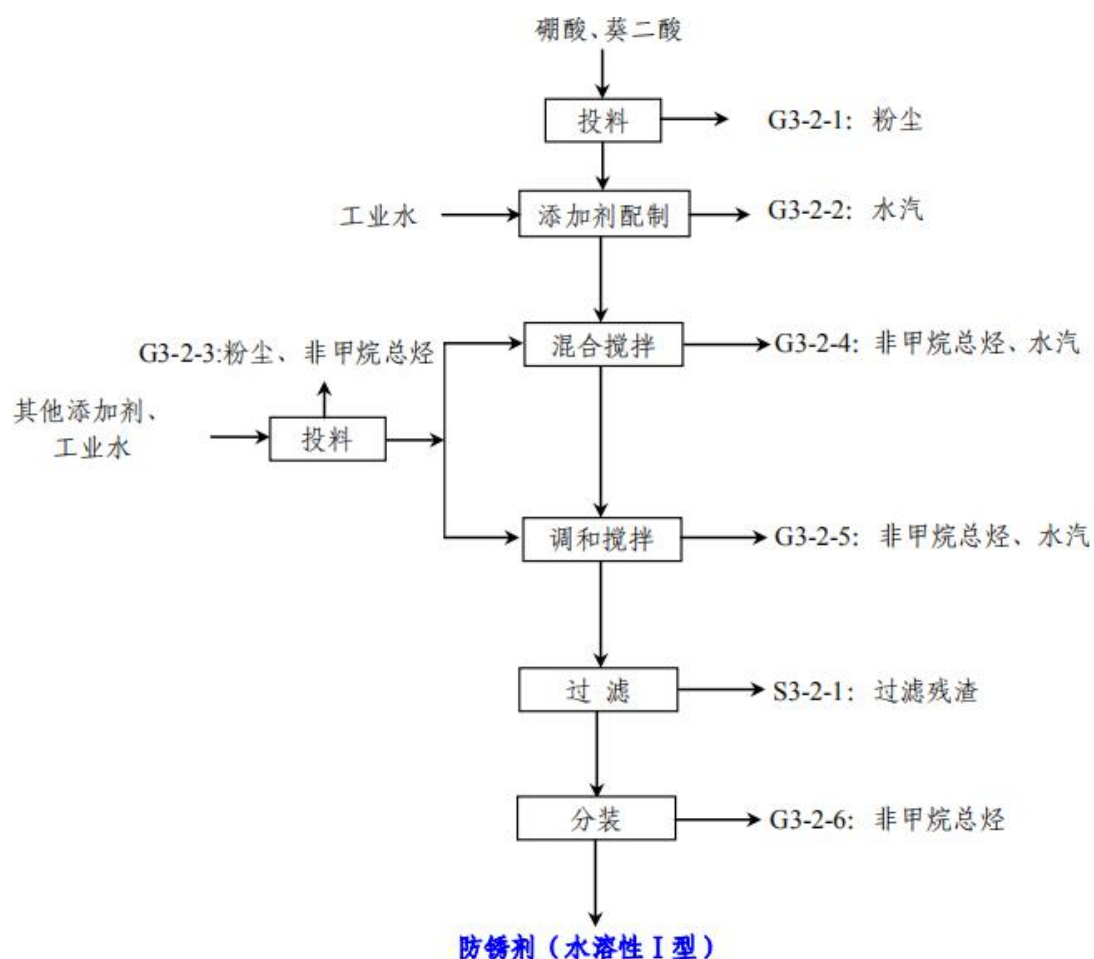 硼酸、葵二酸
投料
G3-2-1: 粉尘
工业水
添加剂配制
G3-2-2: 水汽
G3-2-3:粉尘、非甲烷总烃
混合搅拌
G3-2-4: 非甲烷总烃、水汽
其他添加剂、
工业水
投料
调和搅拌
G3-2-5: 非甲烷总烃、水汽
过 滤
S3-2-1: 过滤残渣
分装
G3-2-6: 非甲烷总烃
防锈剂（水溶性 I 型）